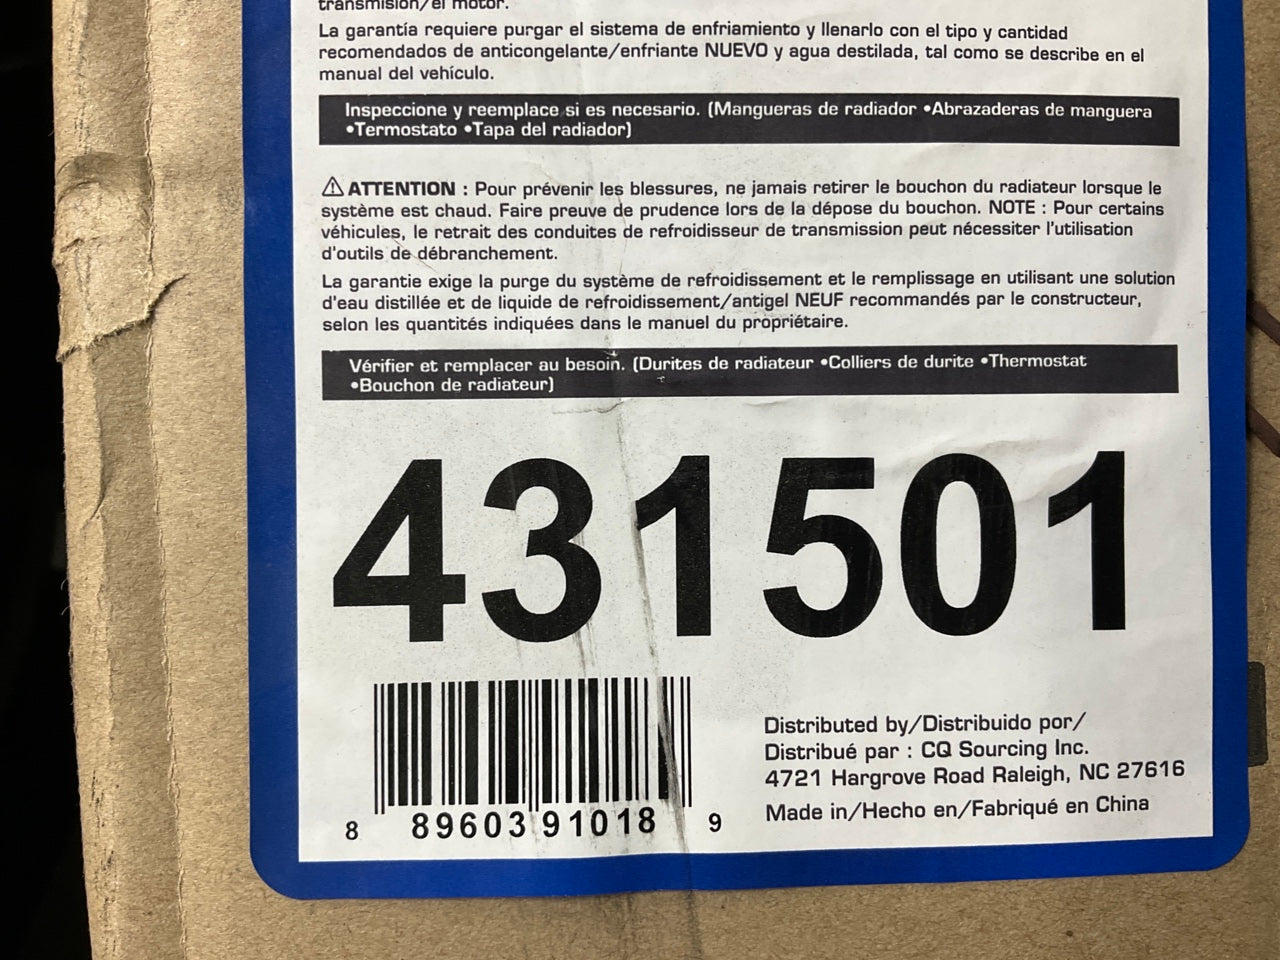 transmisión/el motor.
La garantía requiere purgar el sistema de enfriamiento y llenarlo con el tipo y cantidad
recomendados de anticongelante/enfriante NUEVO y agua destilada, tal como se describe en el
manual del vehículo.
Inspeccione y reemplace si es necesario. (Mangueras de radiador •Abrazaderas de manguera
•Termostato •Tapa del radiador)
⚠ ATTENTION : Pour prévenir les blessures, ne jamais retirer le bouchon du radiateur lorsque le
système est chaud. Faire preuve de prudence lors de la dépose du bouchon. NOTE : Pour certains
véhicules, le retrait des conduites de refroidisseur de transmission peut nécessiter l'utilisation
d'outils de débranchement.
La garantie exige la purge du système de refroidissement et le remplissage en utilisant une solution
d'eau distillée et de liquide de refroidissement/antigel NEUF recommandés par le constructeur,
selon les quantités indiquées dans le manuel du propriétaire.
Vérifier et remplacer au besoin. (Durites de radiateur •Colliers de durite •Thermostat
•Bouchon de radiateur)
431501
8 89603 91018 9
Distributed by/Distribuido por/
Distribué par : CQ Sourcing Inc.
4721 Hargrove Road Raleigh, NC 27616
Made in/Hecho en/Fabriqué en China